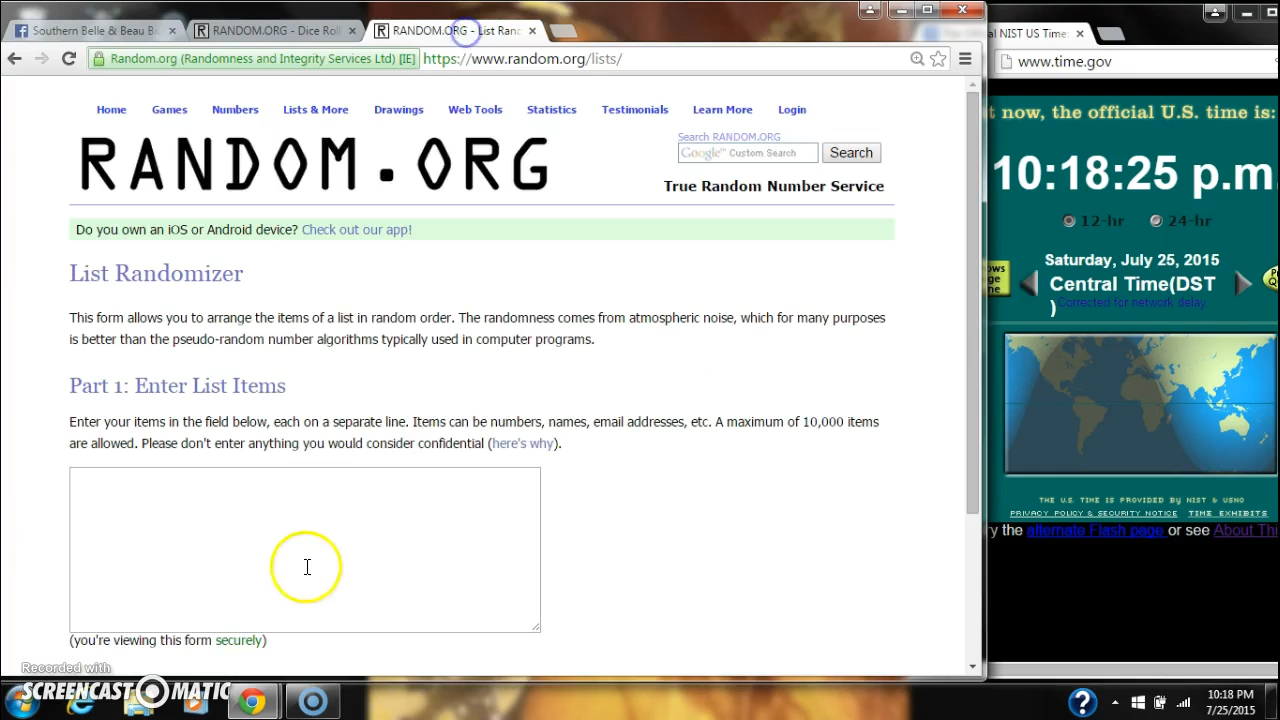 Southern Belle & Beau B
RANDOM.ORG - Dice Roll
RANDOM.ORG - List Ran
al NIST US Time:
Random.org (Randomness and Integrity Services Ltd) [IE]
https://www.random.org/lists/
www.time.gov
Home Games Numbers Lists & More Drawings Web Tools Statistics Testimonials Learn More Login
RANDOM.ORG
Search RANDOM.ORG
Google™ Custom Search
Search
True Random Number Service
Do you own an iOS or Android device? Check out our app!
List Randomizer
This form allows you to arrange the items of a list in random order. The randomness comes from atmospheric noise, which for many purposes
is better than the pseudo-random number algorithms typically used in computer programs.
Part 1: Enter List Items
Enter your items in the field below, each on a separate line. Items can be numbers, names, email addresses, etc. A maximum of 10,000 items
are allowed. Please don't enter anything you would consider confidential (here's why).
(you're viewing this form securely)
t now, the official U.S. time is:
10:18:25 p.m
12-hr 24-hr
Saturday, July 25, 2015
Central Time(DST
)
Corrected for network delay
THE U.S. TIME IS PROVIDED BY NIST & USNO
PRIVACY POLICY & SECURITY NOTICE TIME EXHIBITS
y the alternate Flash page or see About Th
Recorded with
SCREENCAST-O-MATIC
10:18 PM
7/25/2015